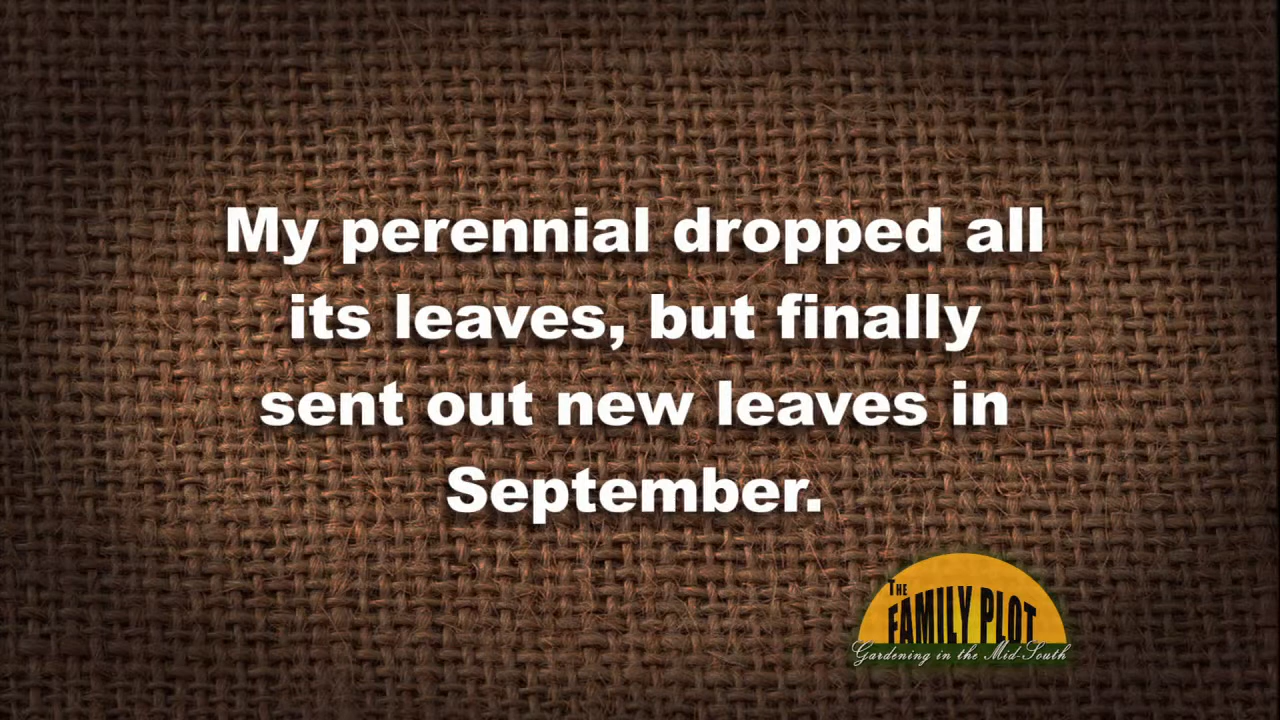 My perennial dropped all
its leaves, but finally
sent out new leaves in
September.
THE
FAMILY PLOT
Gardening in the Mid-South